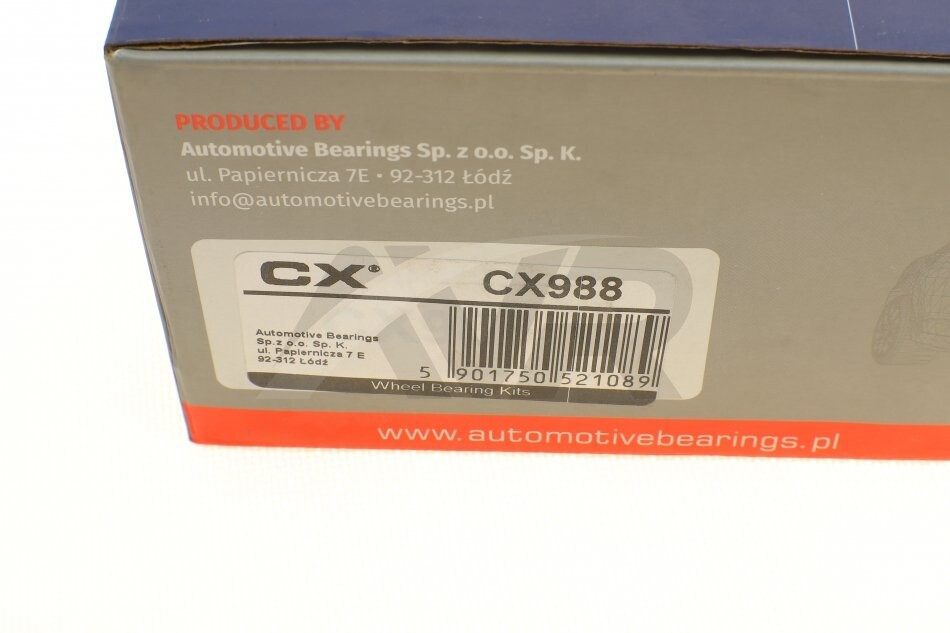 PRODUCED BY
Automotive Bearings Sp. z o.o. Sp. K.
ul. Papiernicza 7E • 92-312 Łódź
info@automotivebearings.pl
CX® CX988
Automotive Bearings
Sp.z o.o. Sp. K.
ul. Papiernicza 7 E
92-312 Łódź
5 901750 521089
Wheel Bearing Kits
www.automotivebearings.pl